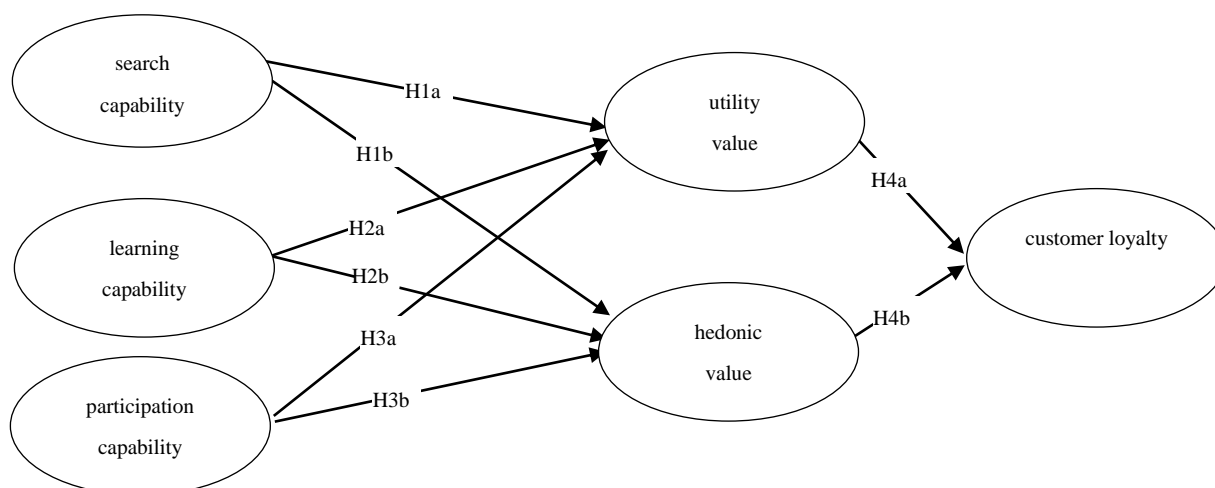 search
capability
H1a
H1b
utility
value
H4a
learning
capability
H2a
H2b
customer loyalty
H3a
hedonic
value
H4b
participation
capability
H3b